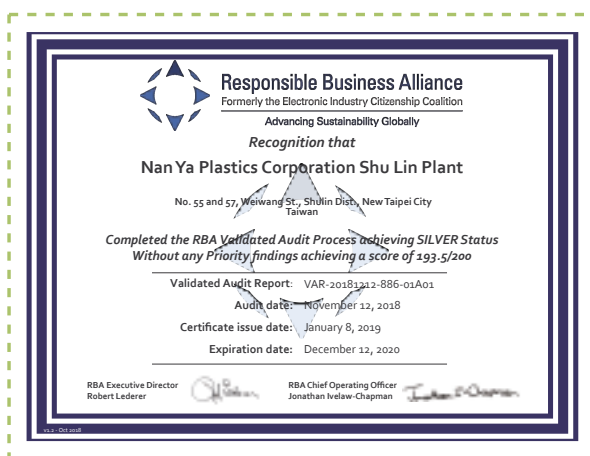 Responsible Business Alliance
Formerly the Electronic Industry Citizenship Coalition
Advancing Sustainability Globally
Recognition that
Nan Ya Plastics Corporation Shu Lin Plant
No. 55 and 57, Weiwang St., Shulin Dist., New Taipei City
Taiwan
Completed the RBA Validated Audit Process achieving SILVER Status
Without any Priority findings achieving a score of 193.5/200
Validated Audit Report: VAR-20181212-886-01A01
Audit date: November 12, 2018
Certificate issue date: January 8, 2019
Expiration date: December 12, 2020
RBA Executive Director
Robert Lederer
RBA Chief Operating Officer
Jonathan Ivelaw-Chapman
v1.2 - Oct 2018